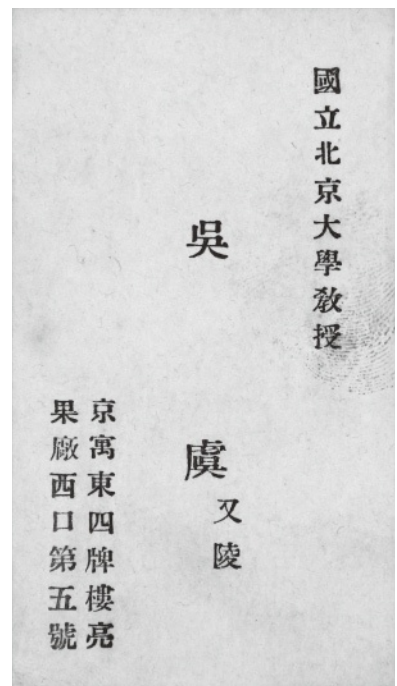 國立北京大學教授
吳虞
又陵
京寓東四牌樓亮
果廠西口第五號